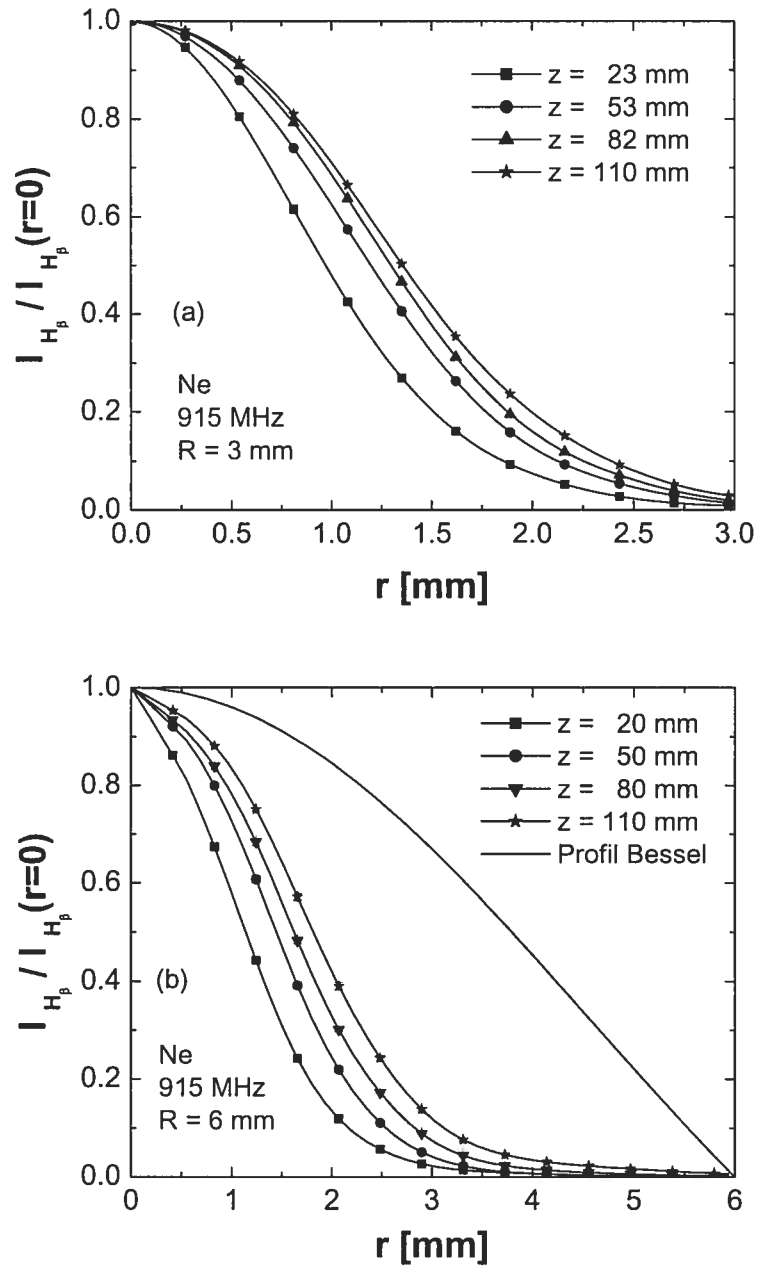 I_Hβ / I_Hβ (r=0)
1.0
0.8
0.6
0.4
0.2
0.0
z = 23 mm
z = 53 mm
z = 82 mm
z = 110 mm
(a)
Ne
915 MHz
R = 3 mm
0.0 0.5 1.0 1.5 2.0 2.5 3.0
r [mm]
I_Hβ / I_Hβ (r=0)
1.0
0.8
0.6
0.4
0.2
0.0
z = 20 mm
z = 50 mm
z = 80 mm
z = 110 mm
Profil Bessel
(b)
Ne
915 MHz
R = 6 mm
0 1 2 3 4 5 6
r [mm]